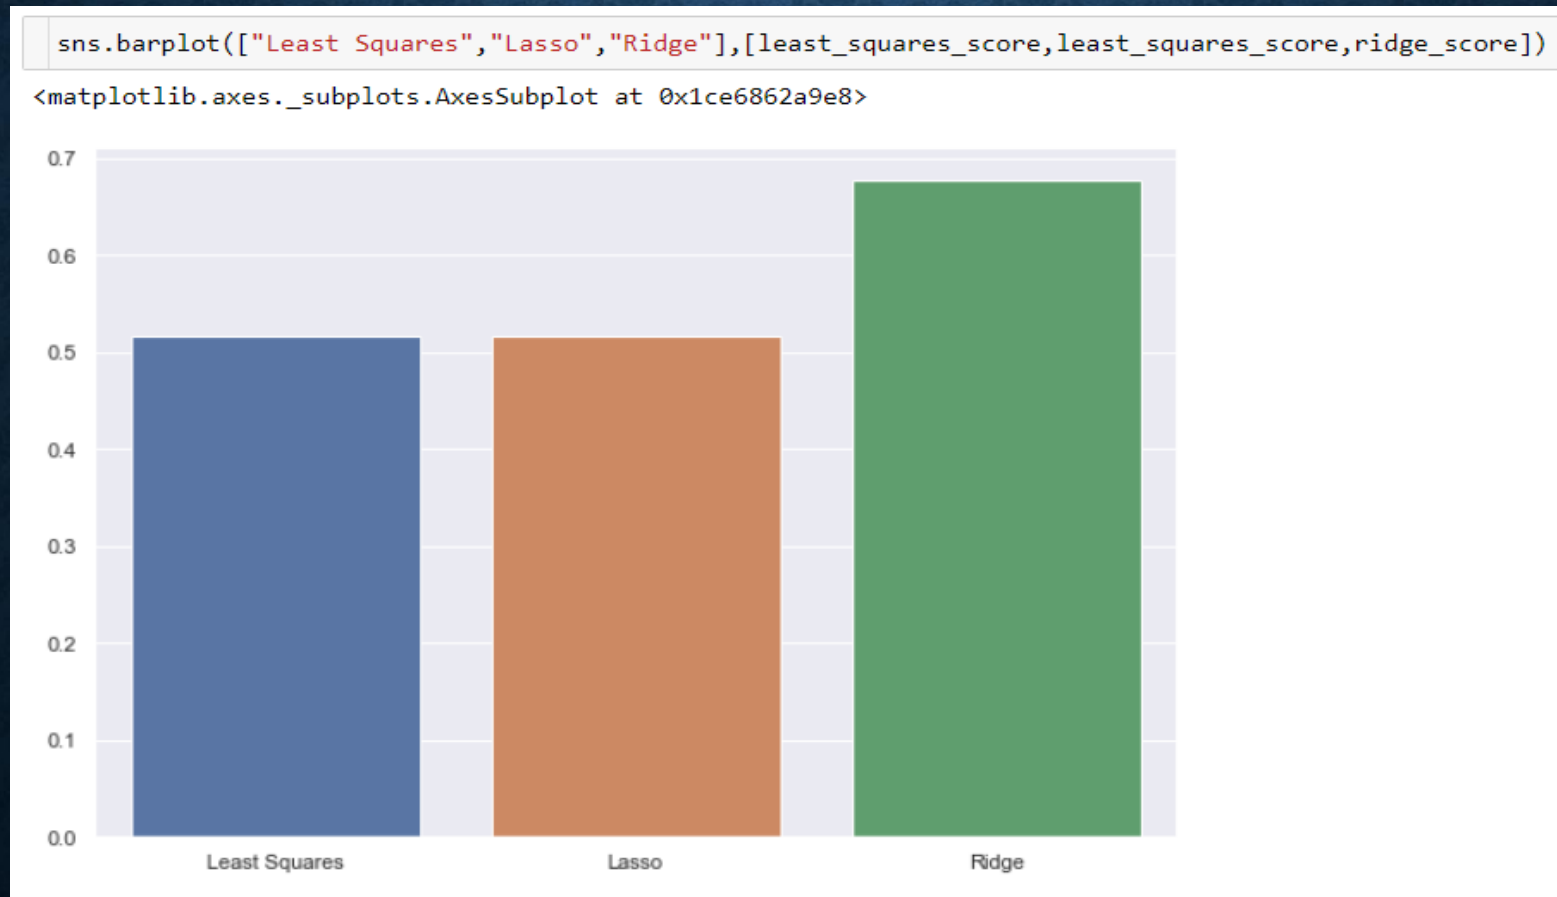 sns.barplot(["Least Squares","Lasso","Ridge"],[least_squares_score,least_squares_score,ridge_score])
<matplotlib.axes._subplots.AxesSubplot at 0x1ce6862a9e8>
0.7
0.6
0.5
0.4
0.3
0.2
0.1
0.0
Least Squares Lasso Ridge